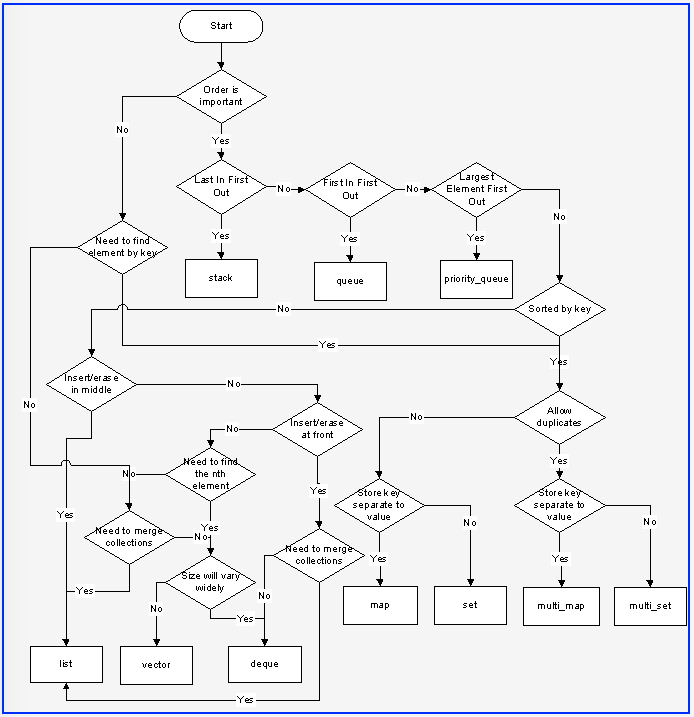 Start
Order is
important
No
Yes
Last In First
Out
No
First In First
Out
No
Largest
Element First
Out
No
Yes
Yes
Yes
Need to find
element by key
stack
queue
priority_queue
No
Sorted by key
Yes
Yes
Insert/erase
in middle
No
No
Insert/erase
at front
No
No
Allow
duplicates
Yes
Need to find
the nth
element
No
Yes
Store key
separate to
value
Store key
separate to
value
Yes
Yes
No
No
Need to merge
collections
No
Need to merge
collections
Yes
Yes
Size will vary
widely
Yes
No
Yes
No
map
set
multi_map
multi_set
list
vector
deque
Yes